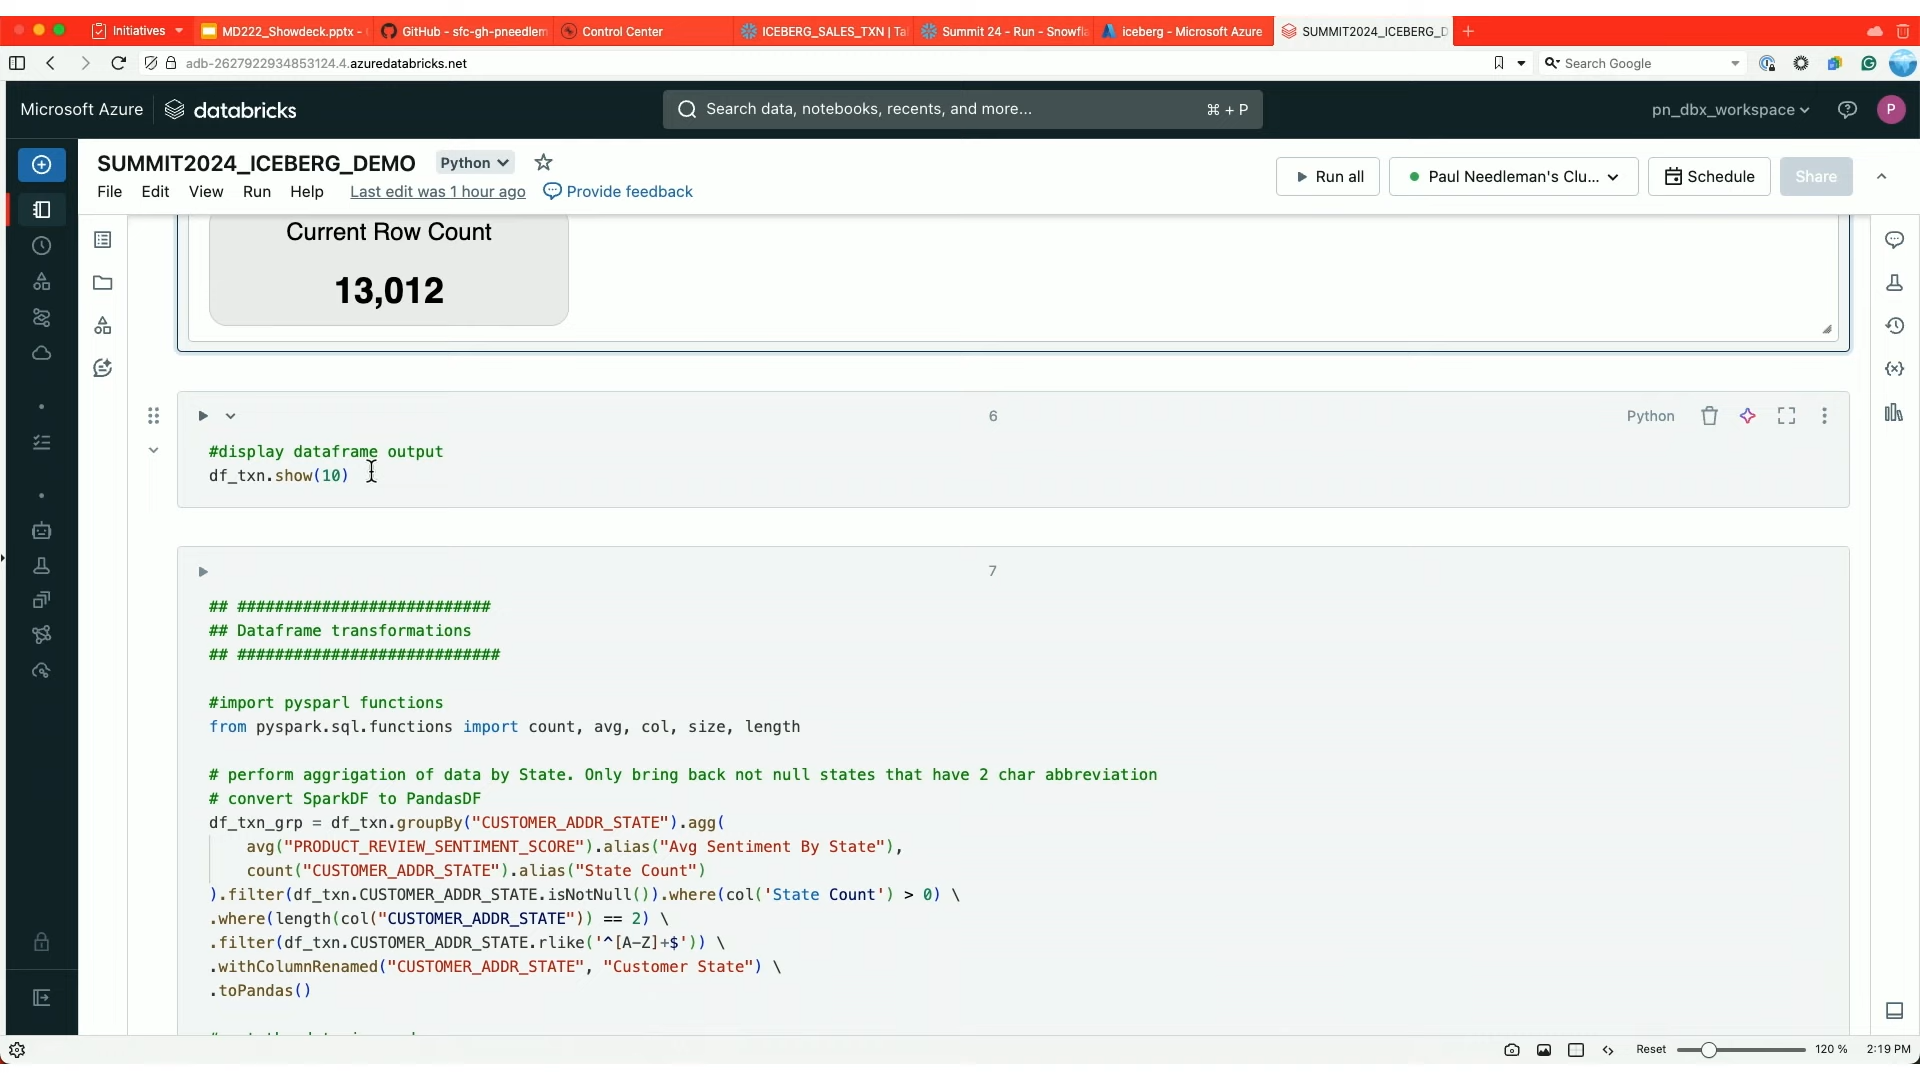 Initiatives
MD222_Showdeck.pptx -
GitHub - sfc-gh-pneedlem
Control Center
ICEBERG_SALES_TXN | Ta
Summit 24 - Run - Snowfla
iceberg - Microsoft Azure
SUMMIT2024_ICEBERG_D
adb-2627922934853124.4.azuredatabricks.net
Search Google
Microsoft Azure
databricks
Search data, notebooks, recents, and more...
⌘ + P
pn_dbx_workspace
P
SUMMIT2024_ICEBERG_DEMO
Python
File Edit View Run Help
Last edit was 1 hour ago
Provide feedback
Run all
Paul Needleman's Clu...
Schedule
Share
Current Row Count
13,012
6
Python
#display dataframe output
df_txn.show(10)
7
## ###########################
## Dataframe transformations
## ############################
#import pysparl functions
from pyspark.sql.functions import count, avg, col, size, length
# perform aggrigation of data by State. Only bring back not null states that have 2 char abbreviation
# convert SparkDF to PandasDF
df_txn_grp = df_txn.groupBy("CUSTOMER_ADDR_STATE").agg(
avg("PRODUCT_REVIEW_SENTIMENT_SCORE").alias("Avg Sentiment By State"),
count("CUSTOMER_ADDR_STATE").alias("State Count")
).filter(df_txn.CUSTOMER_ADDR_STATE.isNotNull()).where(col('State Count') > 0) \
.where(length(col("CUSTOMER_ADDR_STATE")) == 2) \
.filter(df_txn.CUSTOMER_ADDR_STATE.rlike('^[A-Z]+$')) \
.withColumnRenamed("CUSTOMER_ADDR_STATE", "Customer State") \
.toPandas()
Reset
120 %
2:19 PM